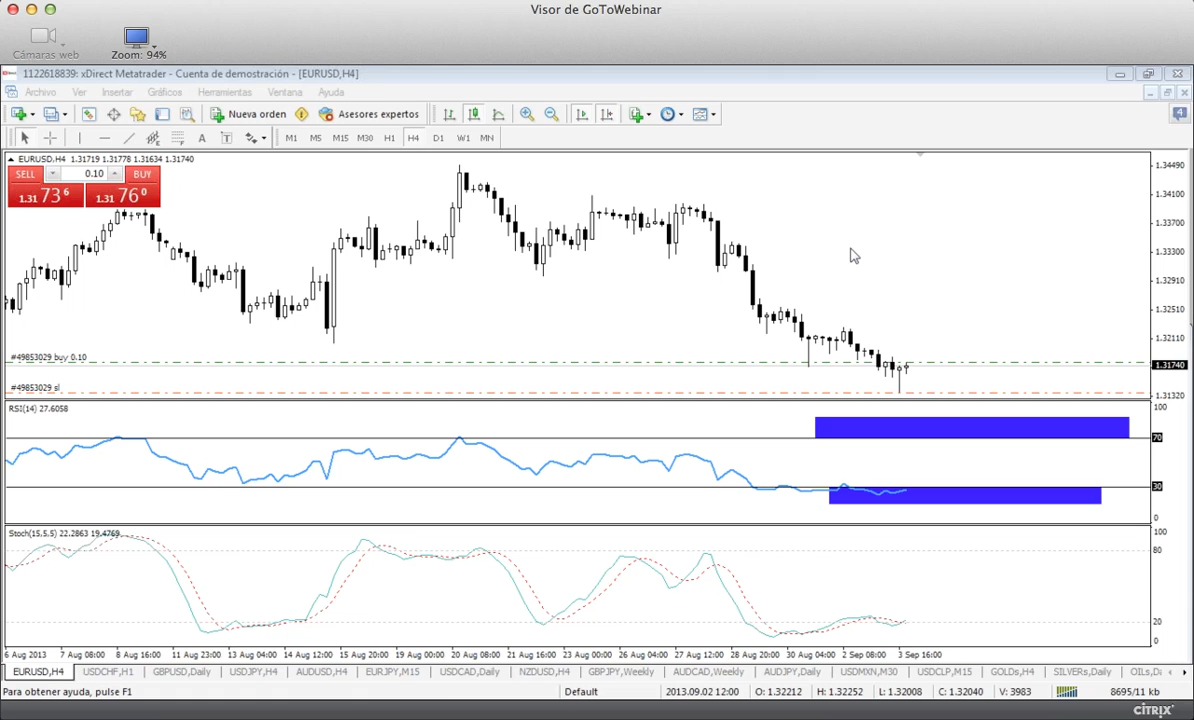 Visor de GoToWebinar
Cámaras web
Zoom: 94%
1122618839: xDirect Metatrader - Cuenta de demostración - [EURUSD,H4]
Archivo Ver Insertar Gráficos Herramientas Ventana Ayuda
Nueva orden Asesores expertos
4
A T M1 M5 M15 M30 H1 H4 D1 W1 MN
EURUSD,H4 1.31719 1.31778 1.31634 1.31740
SELL 0.10 BUY
1.31 73 6 1.31 76 0
1.34490
1.34100
1.33700
1.33300
1.32910
1.32510
1.32110
#49853029 buy 0.10
1.31740
#49853029 sl
1.31320
RSI(14) 27.6058
100
70
30
0
Stoch(15,5,5) 22.2863 19.4769
100
80
20
0
6 Aug 2013 7 Aug 08:00 8 Aug 16:00 11 Aug 23:00 13 Aug 04:00 14 Aug 12:00 15 Aug 20:00 19 Aug 00:00 20 Aug 08:00 21 Aug 16:00 23 Aug 00:00 26 Aug 04:00 27 Aug 12:00 28 Aug 20:00 30 Aug 04:00 2 Sep 08:00 3 Sep 16:00
EURUSD,H4 USDCHF,H1 GBPUSD,Daily USDJPY,H4 AUDUSD,H4 EURJPY,M15 USDCAD,Daily NZDUSD,H4 GBPJPY,Weekly AUDCAD,Weekly AUDJPY,Daily USDMXN,M30 USDCLP,M15 GOLDs,H4 SILVERs,Daily OILs,Da
Para obtener ayuda, pulse F1 Default 2013.09.02 12:00 O: 1.32212 H: 1.32252 L: 1.32008 C: 1.32040 V: 3983 8695/11 kb
CITRIX